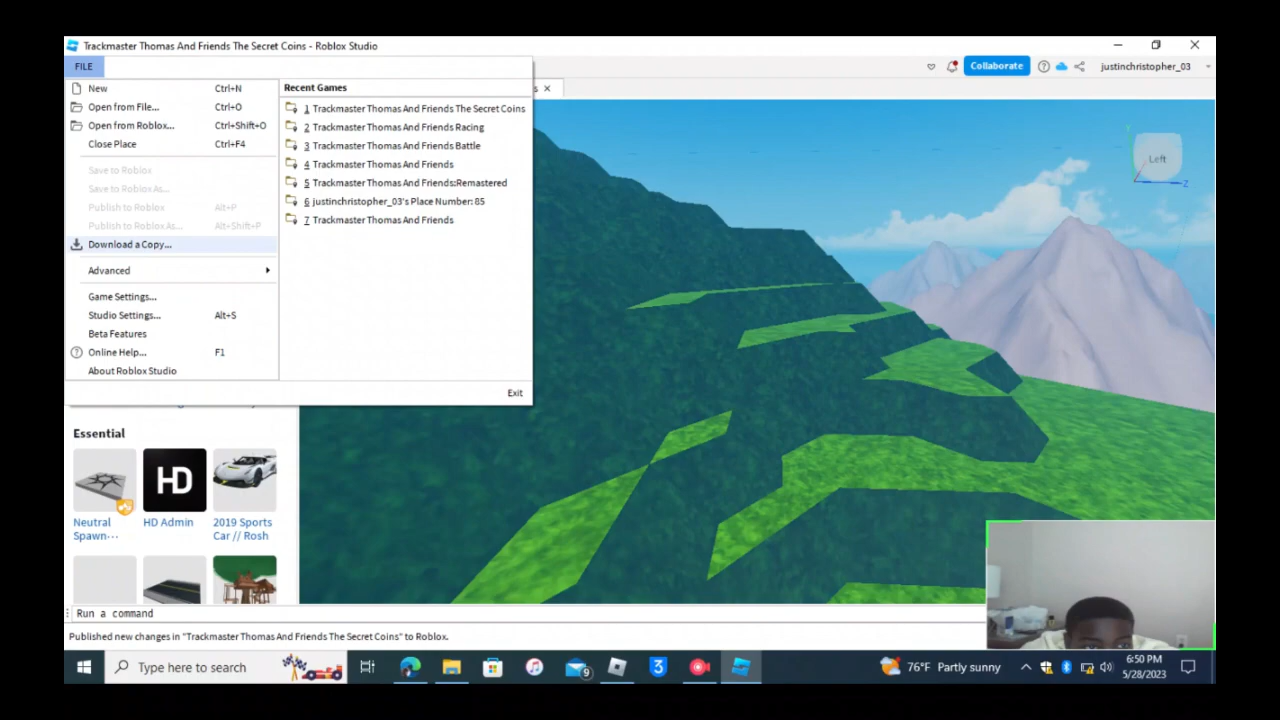 Trackmaster Thomas And Friends The Secret Coins - Roblox Studio
FILE
Collaborate
justinchristopher_03
New Ctrl+N
Open from File... Ctrl+O
Open from Roblox... Ctrl+Shift+O
Close Place Ctrl+F4
Save to Roblox
Save to Roblox As...
Publish to Roblox Alt+P
Publish to Roblox As... Alt+Shift+P
Download a Copy...
Advanced
Game Settings...
Studio Settings... Alt+S
Beta Features
Online Help... F1
About Roblox Studio
Recent Games
1 Trackmaster Thomas And Friends The Secret Coins
2 Trackmaster Thomas And Friends Racing
3 Trackmaster Thomas And Friends Battle
4 Trackmaster Thomas And Friends
5 Trackmaster Thomas And Friends:Remastered
6 justinchristopher_03's Place Number: 85
7 Trackmaster Thomas And Friends
Exit
s
Left
Z
Essential
HD
Neutral Spawn...
HD Admin
2019 Sports Car // Rosh
Run a command
Published new changes in "Trackmaster Thomas And Friends The Secret Coins" to Roblox.
Type here to search
9
3
76°F Partly sunny
6:50 PM
5/28/2023